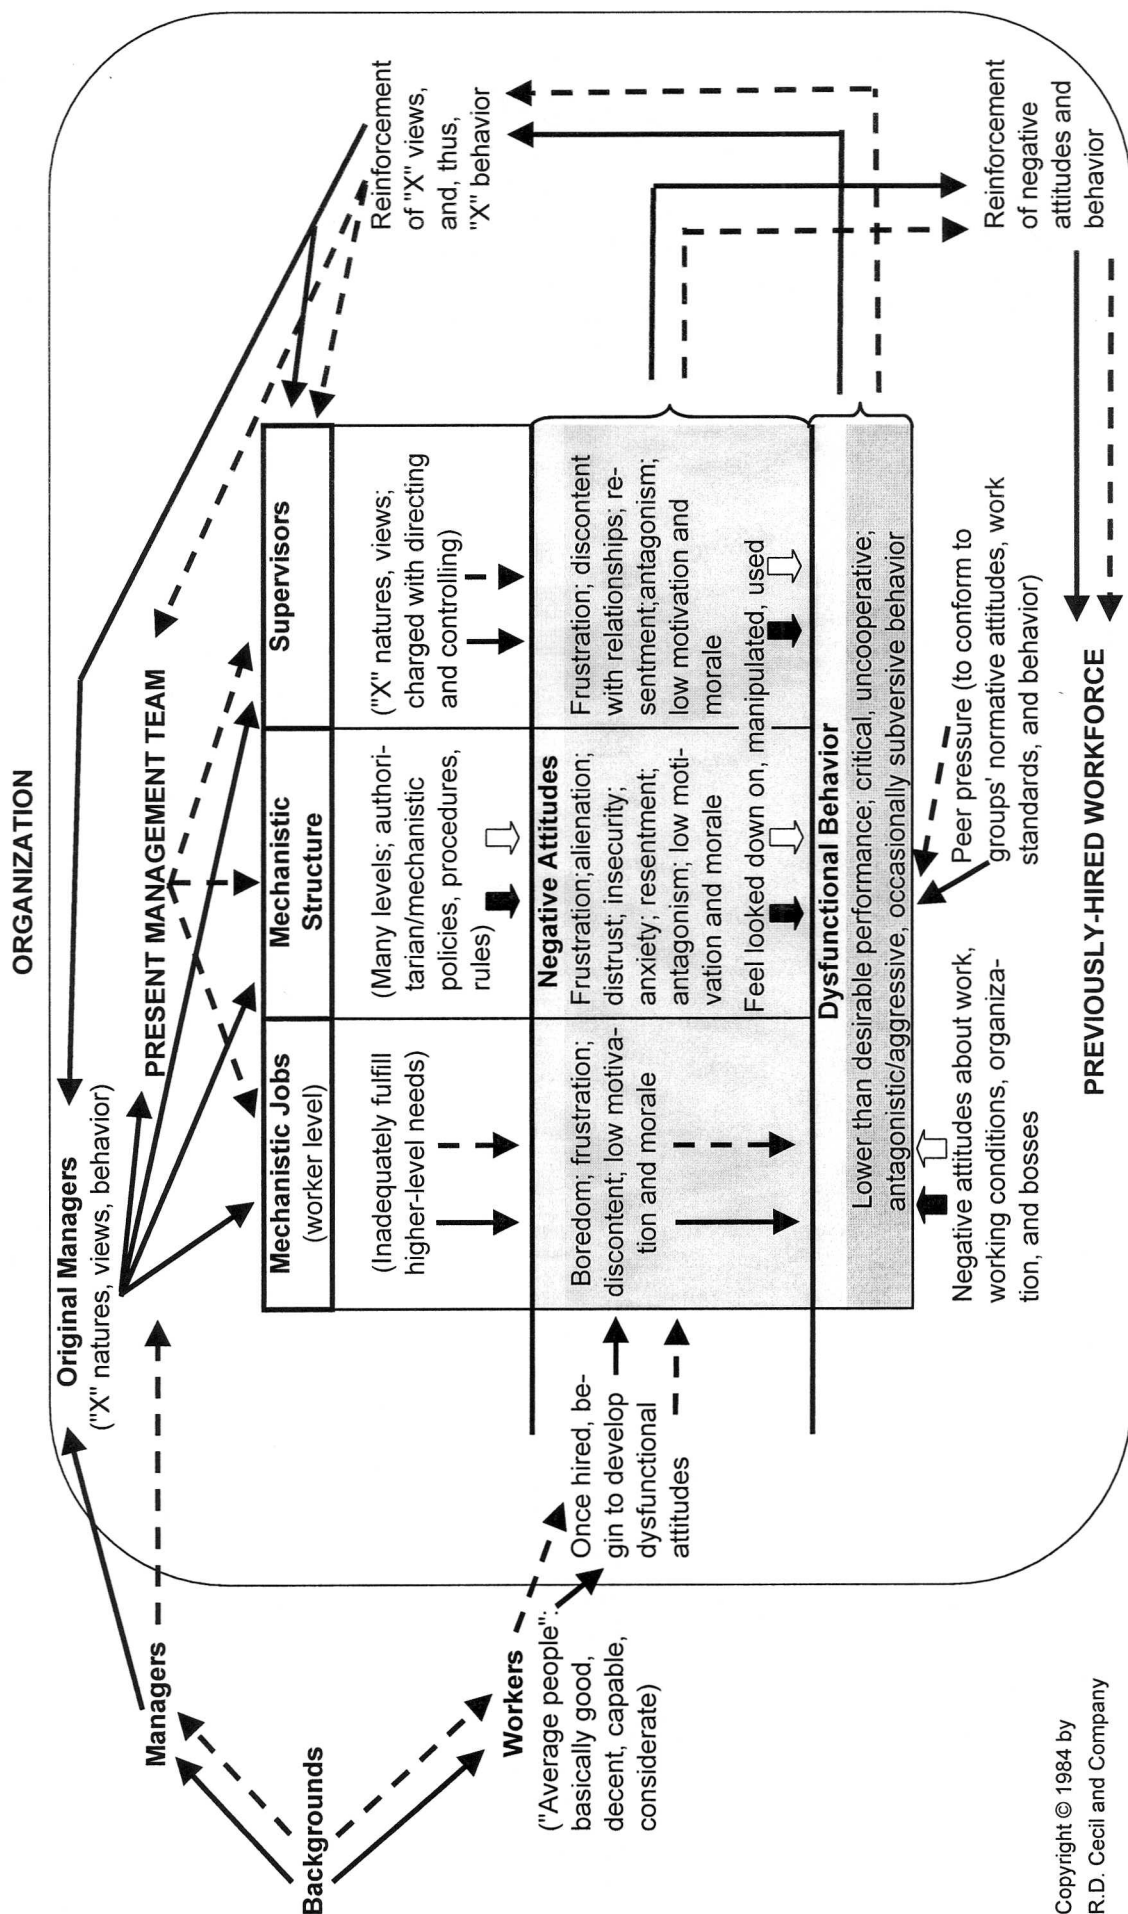 ORGANIZATION
Backgrounds
Managers
Workers
("Average people":
basically good,
decent, capable,
considerate)
Original Managers
("X" natures, views, behavior)
PRESENT MANAGEMENT TEAM
Once hired, be-
gin to develop
dysfunctional
attitudes
Mechanistic Jobs
(worker level)
Mechanistic
Structure
Supervisors
(Inadequately fulfill
higher-level needs)
(Many levels; authori-
tarian/mechanistic
policies, procedures,
rules)
("X" natures, views;
charged with directing
and controlling)
Negative Attitudes
Boredom; frustration;
discontent; low motiva-
tion and morale
Frustration;alienation;
distrust; insecurity;
anxiety; resentment;
antagonism; low moti-
vation and morale
Frustration; discontent
with relationships; re-
sentment;antagonism;
low motivation and
morale
Feel looked down on, manipulated, used
Dysfunctional Behavior
Lower than desirable performance; critical, uncooperative;
antagonistic/aggressive, occasionally subversive behavior
Negative attitudes about work,
working conditions, organiza-
tion, and bosses
Peer pressure (to conform to
groups' normative attitudes, work
standards, and behavior)
PREVIOUSLY-HIRED WORKFORCE
Reinforcement
of "X" views,
and, thus,
"X" behavior
Reinforcement
of negative
attitudes and
behavior
Copyright © 1984 by
R.D. Cecil and Company